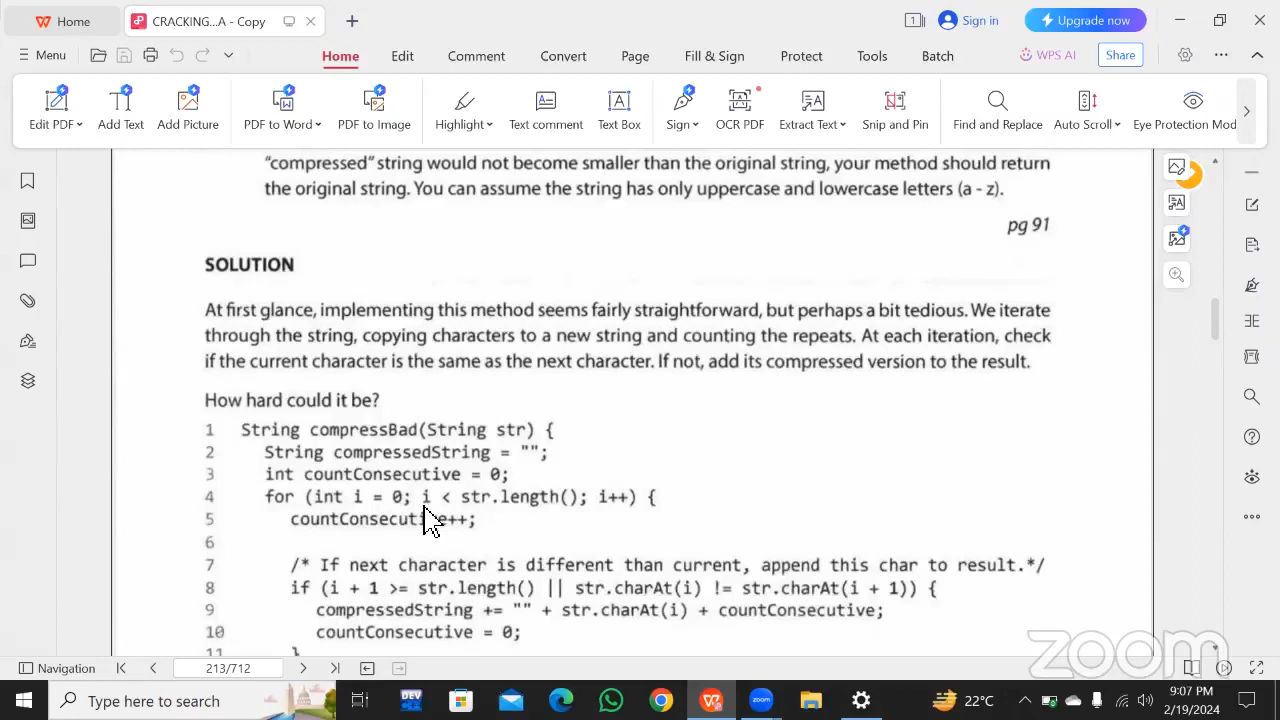 Home
CRACKING...A - Copy
Sign in
Upgrade now
Menu
Home
Edit
Comment
Convert
Page
Fill & Sign
Protect
Tools
Batch
WPS AI
Share
Edit PDF
Add Text
Add Picture
PDF to Word
PDF to Image
Highlight
Text comment
Text Box
Sign
OCR PDF
Extract Text
Snip and Pin
Find and Replace
Auto Scroll
Eye Protection Mod
"compressed" string would not become smaller than the original string, your method should return
the original string. You can assume the string has only uppercase and lowercase letters (a - z).
pg 91
SOLUTION
At first glance, implementing this method seems fairly straightforward, but perhaps a bit tedious. We iterate
through the string, copying characters to a new string and counting the repeats. At each iteration, check
if the current character is the same as the next character. If not, add its compressed version to the result.
How hard could it be?
1 String compressBad(String str) {
2 String compressedString = "";
3 int countConsecutive = 0;
4 for (int i = 0; i < str.length(); i++) {
5 countConsecutive++;
6
7 /* If next character is different than current, append this char to result.*/
8 if (i + 1 >= str.length() || str.charAt(i) != str.charAt(i + 1)) {
9 compressedString += "" + str.charAt(i) + countConsecutive;
10 countConsecutive = 0;
11 }
zoom
Navigation
213/712
Type here to search
DEV
22°C
9:07 PM
2/19/2024